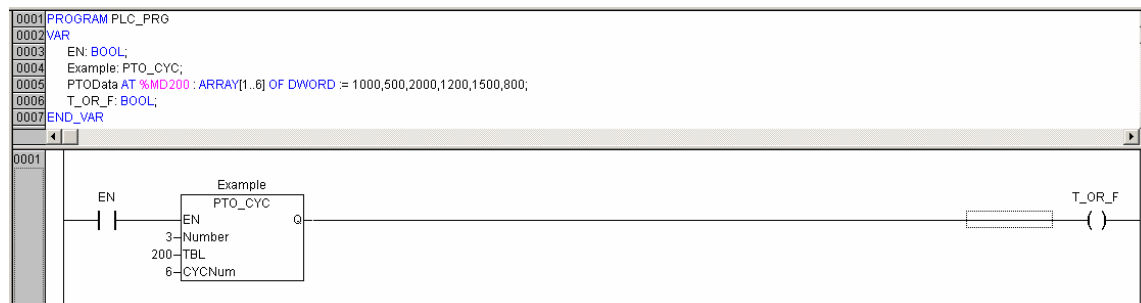 0001 PROGRAM PLC_PRG
0002 VAR
0003 EN: BOOL;
0004 Example: PTO_CYC;
0005 PTOData AT %MD200 : ARRAY[1..6] OF DWORD := 1000,500,2000,1200,1500,800;
0006 T_OR_F: BOOL;
0007 END_VAR
0001
Example
EN PTO_CYC T_OR_F
EN Q
3 Number
200 TBL
6 CYCNum